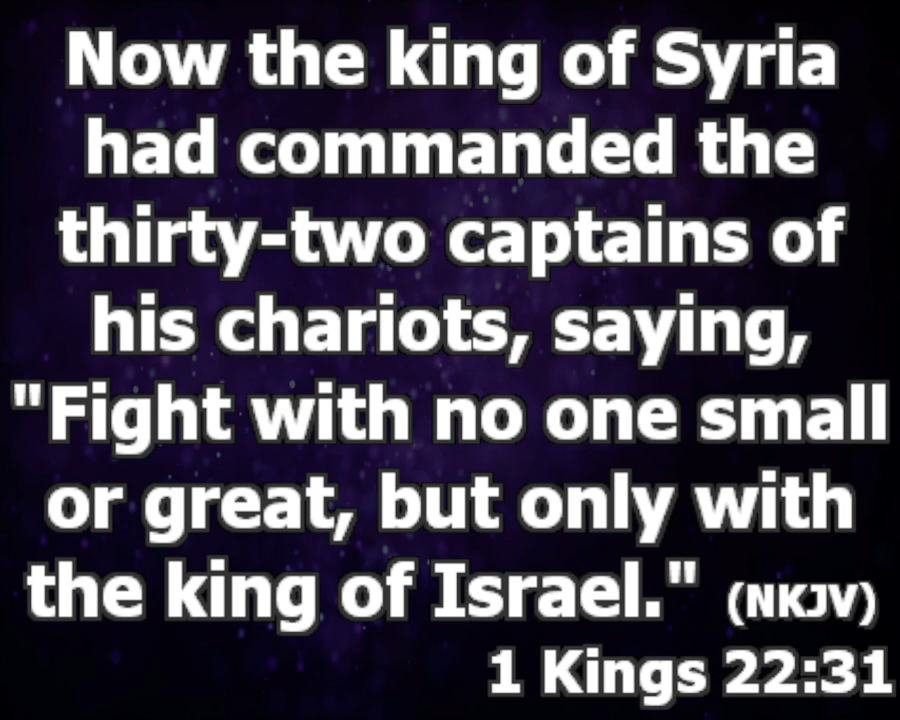 Now the king of Syria
had commanded the
thirty-two captains of
his chariots, saying,
"Fight with no one small
or great, but only with
the king of Israel." (NKJV)
1 Kings 22:31